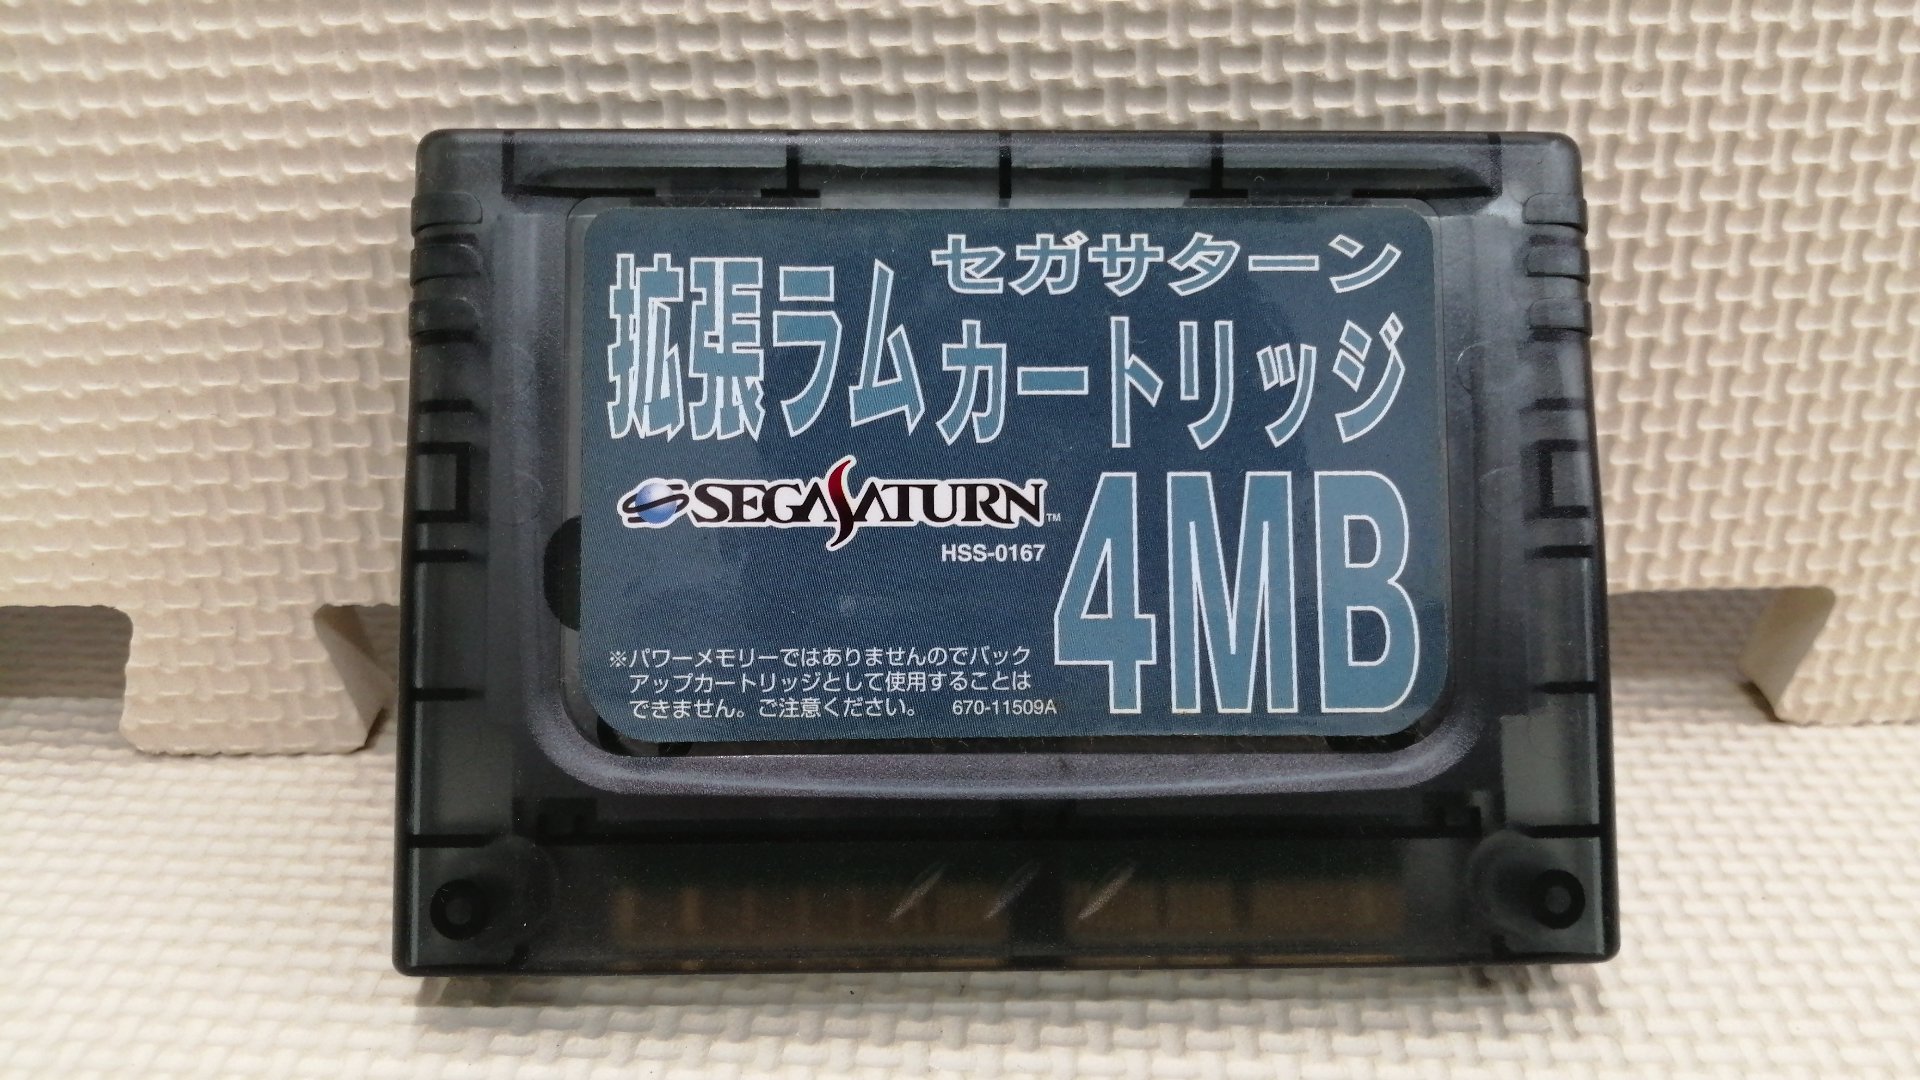 セガサターン
拡張ラムカートリッジ
4MB
SEGA SATURN™
HSS-0167
※パワーメモリーではありませんのでバック
アップカートリッジとして使用することは
できません。ご注意ください。 670-11509A